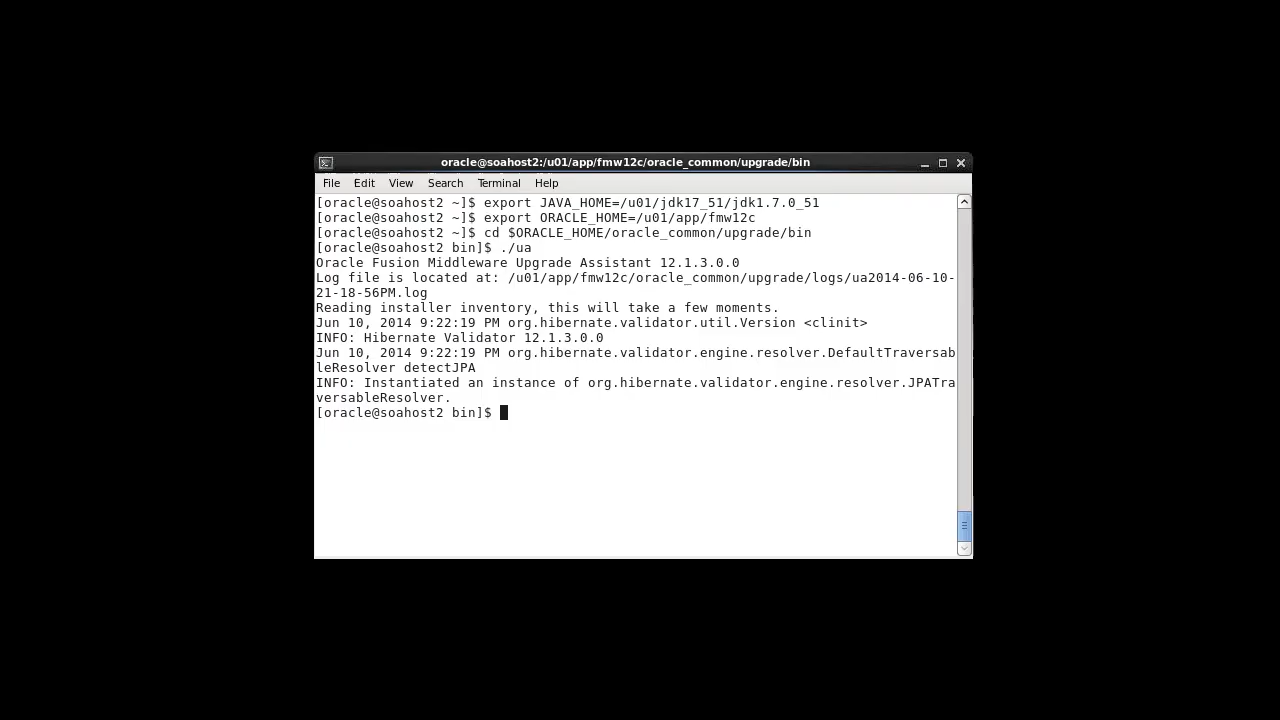 oracle@soahost2:/u01/app/fmw12c/oracle_common/upgrade/bin
File Edit View Search Terminal Help
[oracle@soahost2 ~]$ export JAVA_HOME=/u01/jdk17_51/jdk1.7.0_51
[oracle@soahost2 ~]$ export ORACLE_HOME=/u01/app/fmw12c
[oracle@soahost2 ~]$ cd $ORACLE_HOME/oracle_common/upgrade/bin
[oracle@soahost2 bin]$ ./ua
Oracle Fusion Middleware Upgrade Assistant 12.1.3.0.0
Log file is located at: /u01/app/fmw12c/oracle_common/upgrade/logs/ua2014-06-10-
21-18-56PM.log
Reading installer inventory, this will take a few moments.
Jun 10, 2014 9:22:19 PM org.hibernate.validator.util.Version <clinit>
INFO: Hibernate Validator 12.1.3.0.0
Jun 10, 2014 9:22:19 PM org.hibernate.validator.engine.resolver.DefaultTraversab
leResolver detectJPA
INFO: Instantiated an instance of org.hibernate.validator.engine.resolver.JPATra
versableResolver.
[oracle@soahost2 bin]$